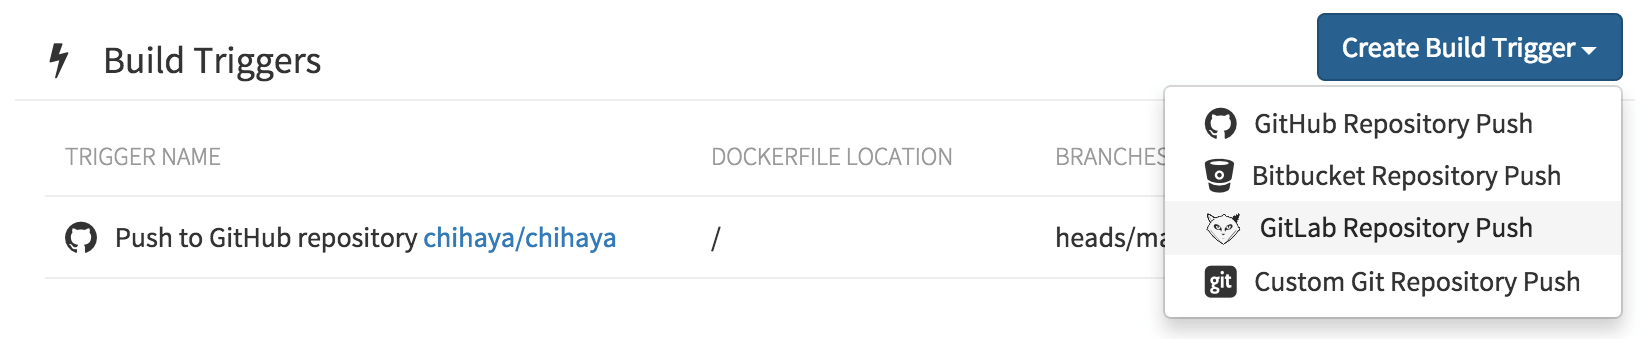 Build Triggers
Create Build Trigger
GitHub Repository Push
Bitbucket Repository Push
GitLab Repository Push
git Custom Git Repository Push
TRIGGER NAME DOCKERFILE LOCATION BRANCHES
Push to GitHub repository chihaya/chihaya / heads/ma